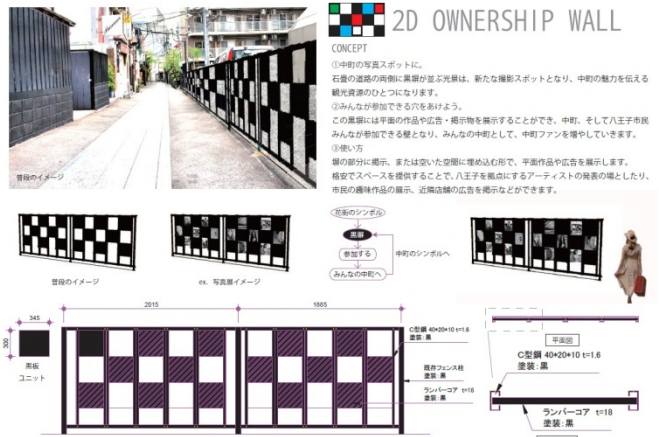 2D OWNERSHIP WALL
CONCEPT
①中町の写真スポットに。
石畳の道路の両側に黒塀が並ぶ光景は、新たな撮影スポットとなり、中町の魅力を伝える
観光資源のひとつになります。
②みんなが参加できる穴をあけよう。
この黒塀には平面の作品や広告・掲示物を展示することができ、中町、そして八王子市民
みんなが参加できる壁となり、みんなの中町として、中町ファンを増やしていきます。
③使い方
塀の部分に掲示、または空いた空間に埋め込む形で、平面作品や広告を展示します。
格安でスペースを提供することで、八王子を拠点にするアーティストの発表の場としたり、
市民の趣味作品の展示、近隣店舗の広告を掲示などができます。
普段のイメージ
普段のイメージ
ex. 写真展イメージ
花街のシンボル
黒塀
参加する
みんなの中町へ
中町のシンボルへ
345
300
黒板
ユニット
2015
1665
C型鋼 40*20*10 t=1.6
塗装:黒
既存フェンス柱
塗装:黒
ランバーコア t=18
塗装:黒
平面図
C型鋼 40*20*10 t=1.6
塗装:黒
ランバーコア t=18
塗装:黒